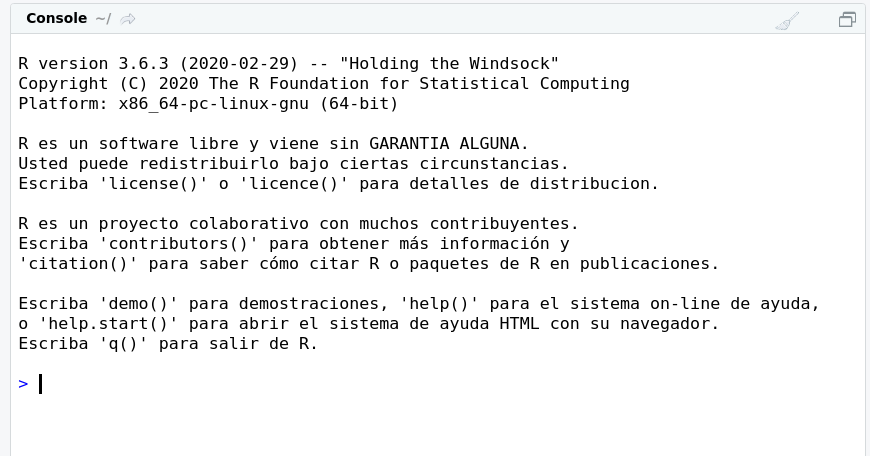 Console ~/
R version 3.6.3 (2020-02-29) -- "Holding the Windsock"
Copyright (C) 2020 The R Foundation for Statistical Computing
Platform: x86_64-pc-linux-gnu (64-bit)
R es un software libre y viene sin GARANTIA ALGUNA.
Usted puede redistribuirlo bajo ciertas circunstancias.
Escriba 'license()' o 'licence()' para detalles de distribucion.
R es un proyecto colaborativo con muchos contribuyentes.
Escriba 'contributors()' para obtener más información y
'citation()' para saber cómo citar R o paquetes de R en publicaciones.
Escriba 'demo()' para demostraciones, 'help()' para el sistema on-line de ayuda,
o 'help.start()' para abrir el sistema de ayuda HTML con su navegador.
Escriba 'q()' para salir de R.
>